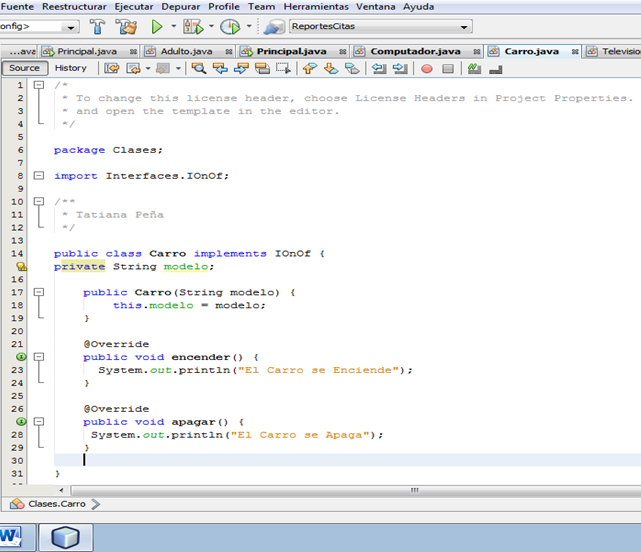 Fuente Reestructurar Ejecutar Depurar Profile Team Herramientas Ventana Ayuda
onfig> ReportesCitas
...ava Principal.java Adulto.java Principal.java Computador.java Carro.java Televisio
Source History
1 /*
2 * To change this license header, choose License Headers in Project Properties.
3 * and open the template in the editor.
4 */
5
6 package Clases;
7
8 import Interfaces.IOnOf;
9
10 /**
11 * Tatiana Peña
12 */
13
14 public class Carro implements IOnOf {
private String modelo;
16
17 public Carro(String modelo) {
18 this.modelo = modelo;
19 }
20
21 @Override
public void encender() {
23 System.out.println("El Carro se Enciende");
24 }
25
26 @Override
public void apagar() {
28 System.out.println("El Carro se Apaga");
29 }
30
31 }
Clases.Carro
W